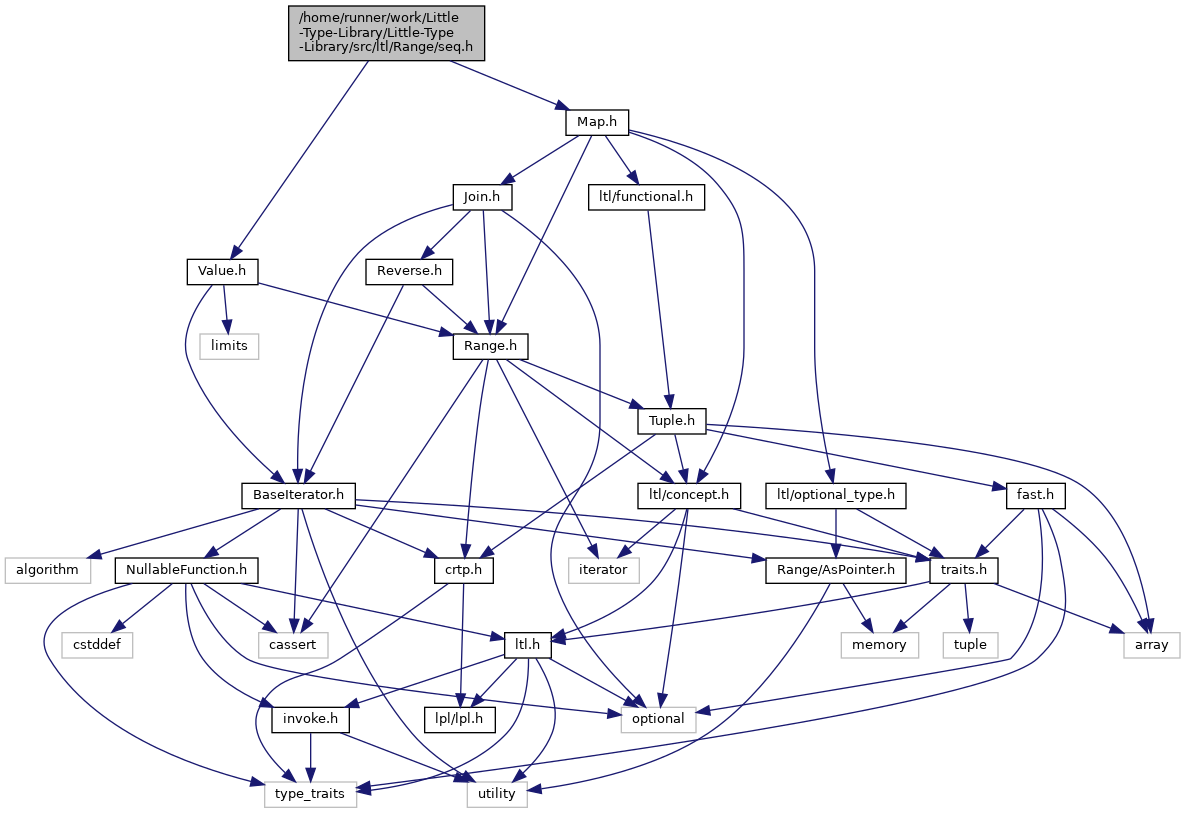 /home/runner/work/Little
-Type-Library/Little-Type
-Library/src/ltl/Range/seq.h
Map.h
Join.h
ltl/functional.h
Value.h
Reverse.h
limits
Range.h
Tuple.h
BaseIterator.h
ltl/concept.h
ltl/optional_type.h
fast.h
algorithm
NullableFunction.h
crtp.h
iterator
Range/AsPointer.h
traits.h
cstddef
cassert
ltl.h
memory
tuple
array
invoke.h
lpl/lpl.h
optional
type_traits
utility